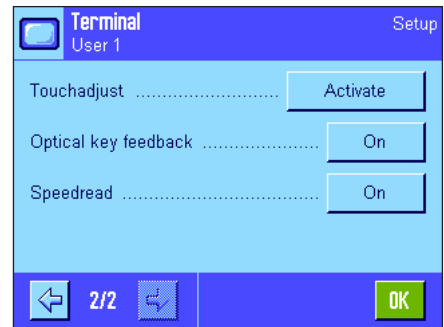 Terminal
Setup
User 1
Touchadjust ............................ Activate
Optical key feedback ...................... On
Speedread ..................................... On
2/2
OK